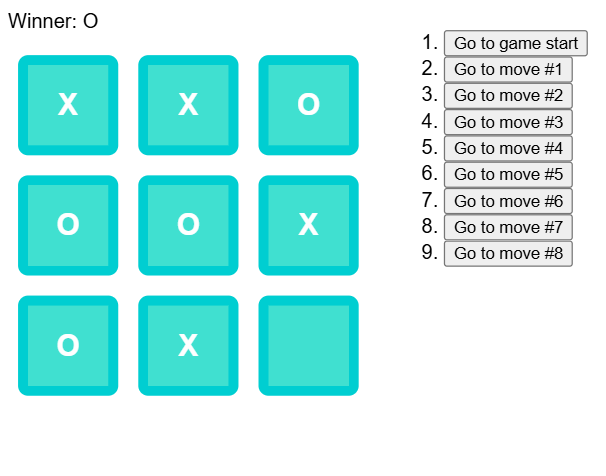 Winner: O
X X O
O O X
O X
1. Go to game start
2. Go to move #1
3. Go to move #2
4. Go to move #3
5. Go to move #4
6. Go to move #5
7. Go to move #6
8. Go to move #7
9. Go to move #8